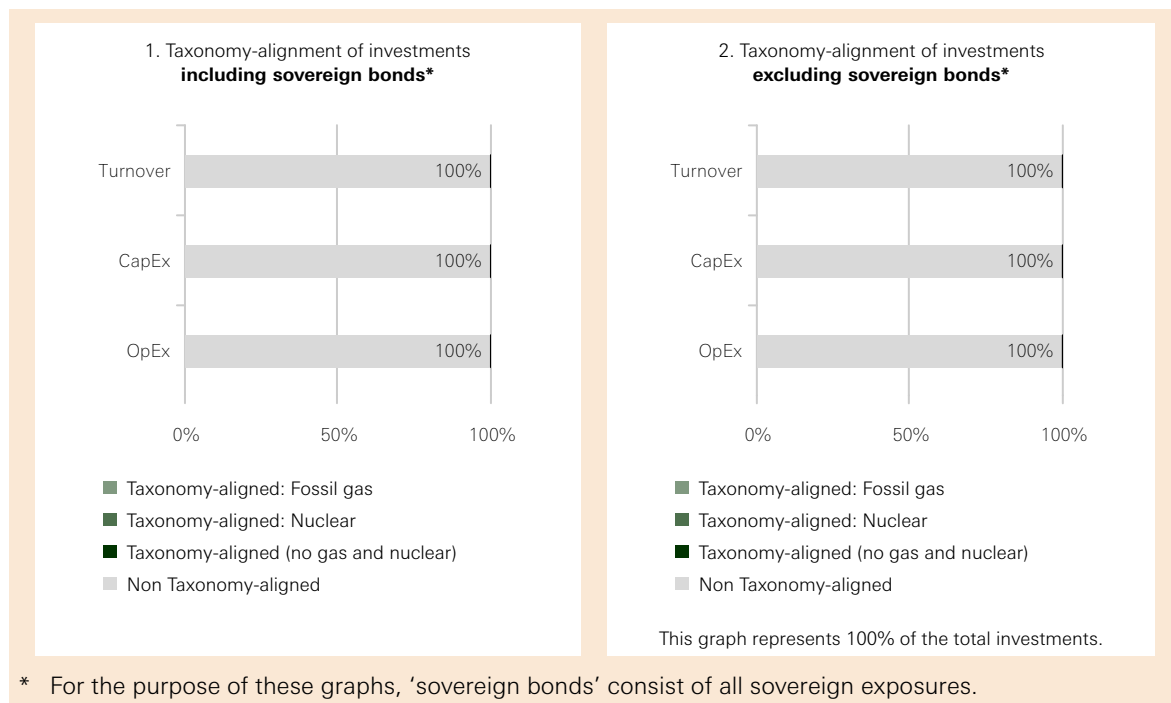 1. Taxonomy-alignment of investments
including sovereign bonds*
Turnover
100%
CapEx
100%
OpEx
100%
0%
50%
100%
Taxonomy-aligned: Fossil gas
Taxonomy-aligned: Nuclear
Taxonomy-aligned (no gas and nuclear)
Non Taxonomy-aligned
2. Taxonomy-alignment of investments
excluding sovereign bonds*
Turnover
100%
CapEx
100%
OpEx
100%
0%
50%
100%
Taxonomy-aligned: Fossil gas
Taxonomy-aligned: Nuclear
Taxonomy-aligned (no gas and nuclear)
Non Taxonomy-aligned
This graph represents 100% of the total investments.
* For the purpose of these graphs, ‘sovereign bonds’ consist of all sovereign exposures.